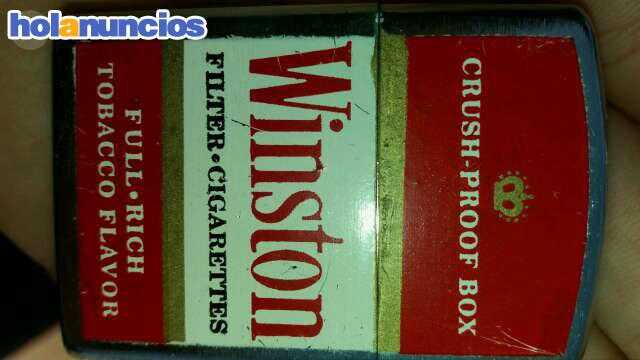 holanuncios
CRUSH-PROOF BOX
Winston
FILTER•CIGARETTES
FULL•RICH
TOBACCO FLAVOR